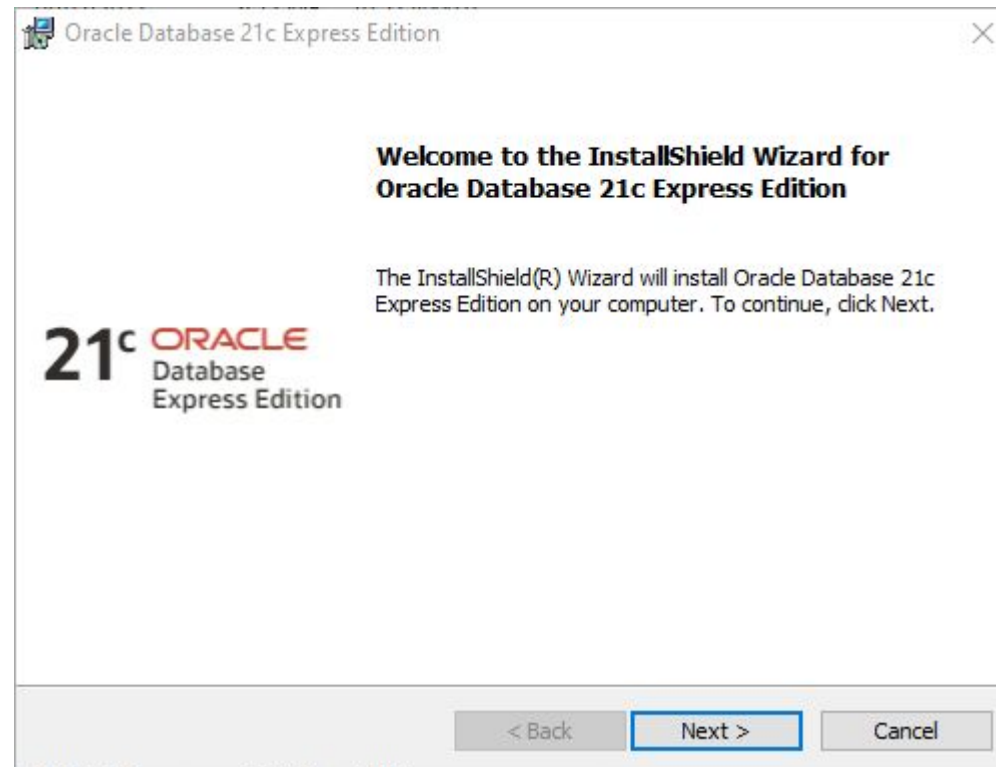 Oracle Database 21c Express Edition
Welcome to the InstallShield Wizard for
Oracle Database 21c Express Edition
The InstallShield(R) Wizard will install Oracle Database 21c
Express Edition on your computer. To continue, click Next.
21c ORACLE
Database
Express Edition
< Back Next > Cancel